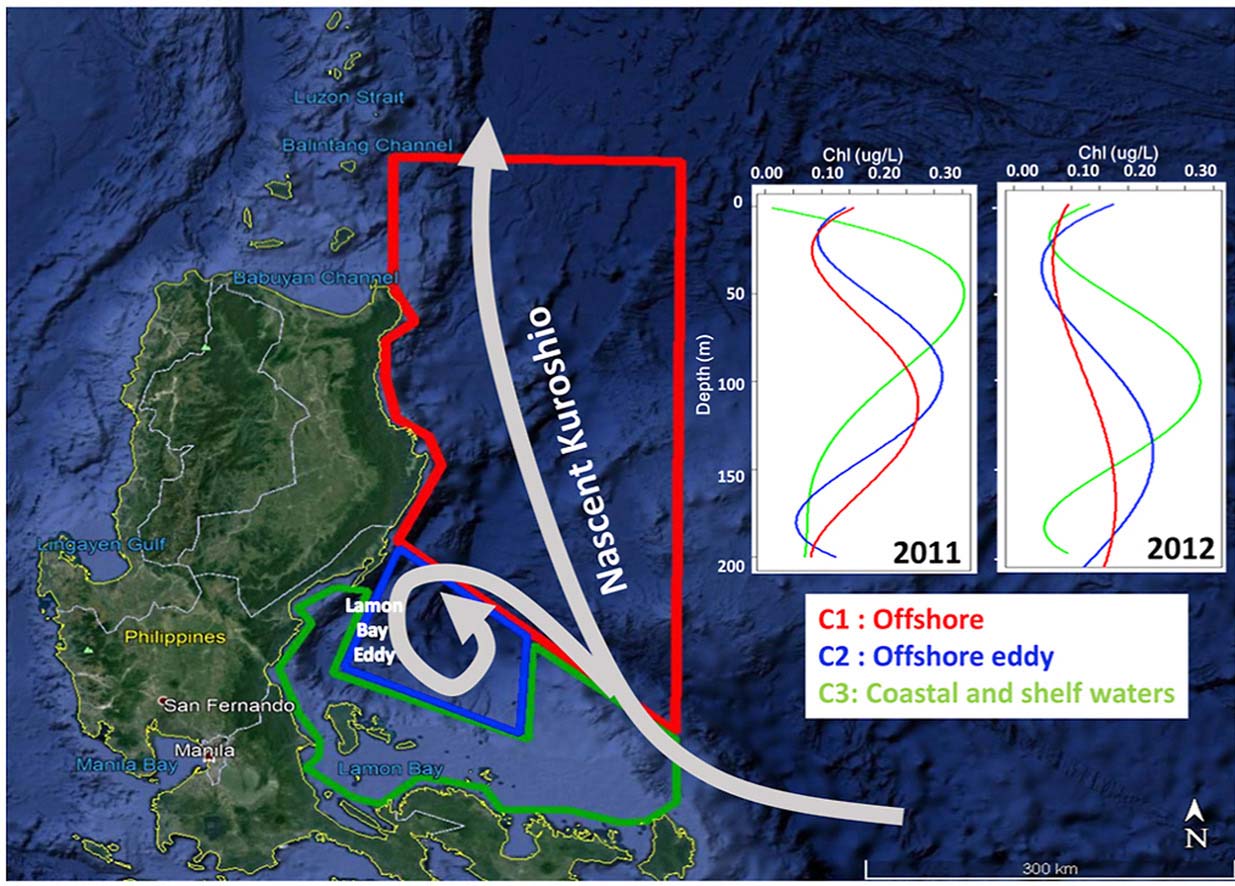 Luzon Strait
Balintang Channel
Babuyan Channel
Lingayen Gulf
Philippines
San Fernando
Manila
Manila Bay
Lamon Bay
Lamon
Bay
Eddy
Nascent Kuroshio
Chl (ug/L)
0.00 0.10 0.20 0.30
Depth (m)
0
50
100
150
200
2011
Chl (ug/L)
0.00 0.10 0.20 0.30
2012
C1 : Offshore
C2 : Offshore eddy
C3: Coastal and shelf waters
N
300 km